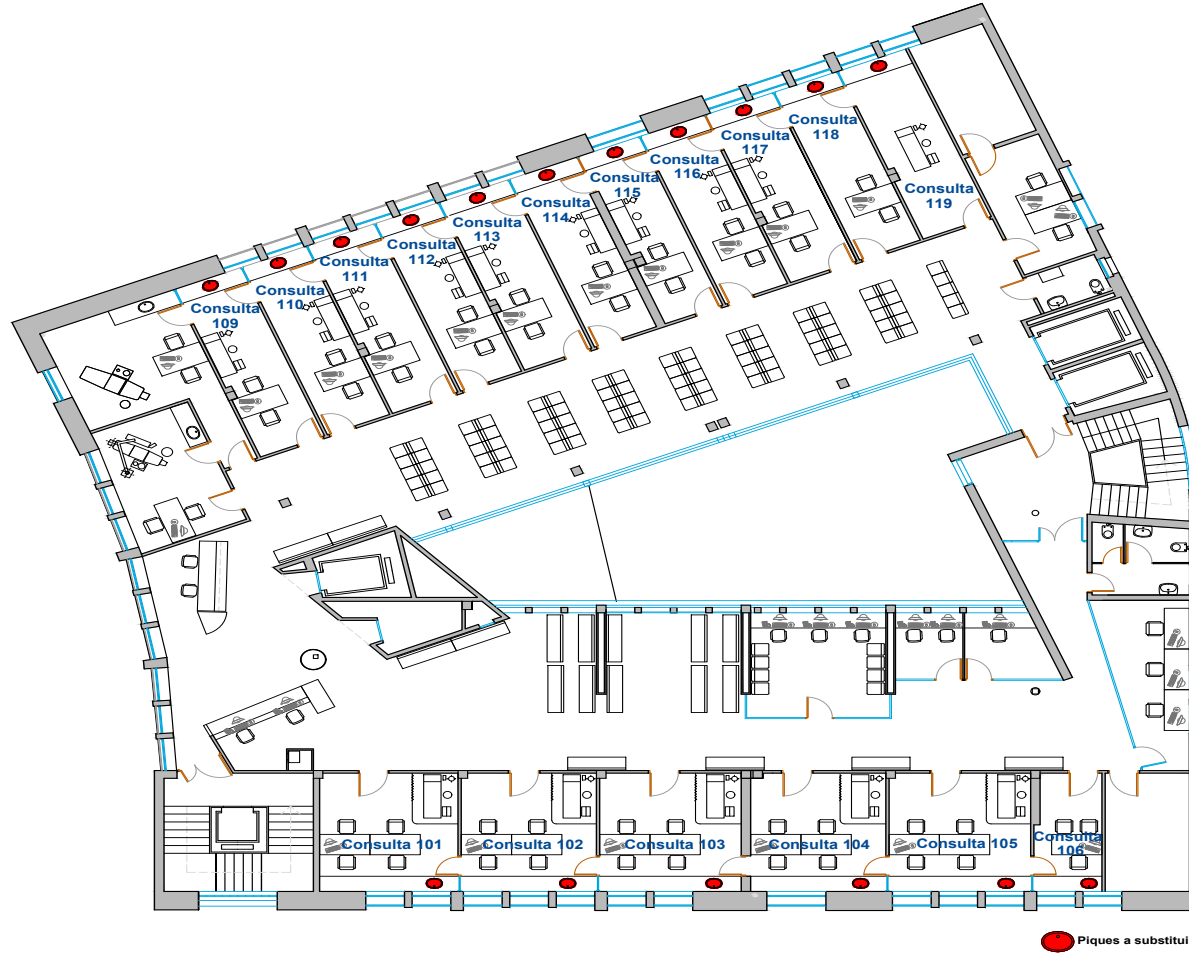 Consulta
118
Consulta
117
Consulta
116
Consulta
115
Consulta
119
Consulta
114
Consulta
113
Consulta
112
Consulta
111
Consulta
110
Consulta
109
Consulta 101
Consulta 102
Consulta 103
Consulta 104
Consulta 105
Consulta
106
Piques a substitui